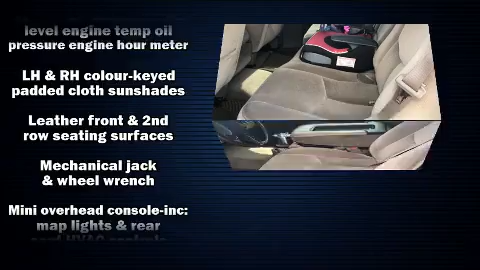 level engine temp oil
pressure engine hour meter
LH & RH colour-keyed
padded cloth sunshades
Leather front & 2nd
row seating surfaces
Mechanical jack
& wheel wrench
Mini overhead console-inc:
map lights & rear